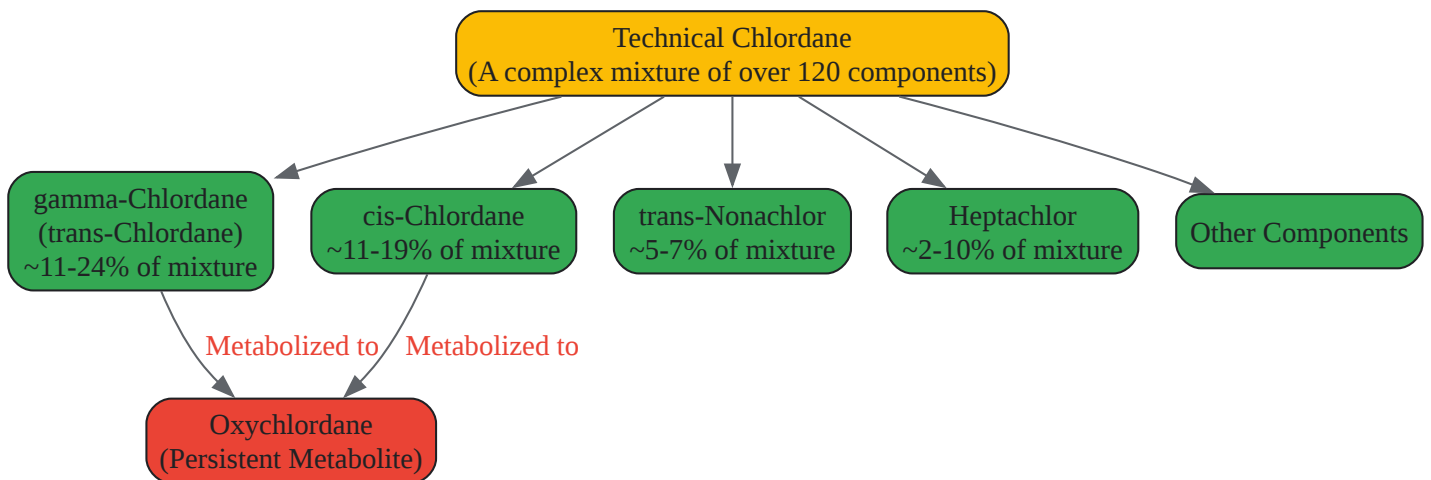 Technical Chlordane
(A complex mixture of over 120 components)
gamma-Chlordane
(trans-Chlordane)
~11-24% of mixture
cis-Chlordane
~11-19% of mixture
trans-Nonachlor
~5-7% of mixture
Heptachlor
~2-10% of mixture
Other Components
Metabolized to
Metabolized to
Oxychlordane
(Persistent Metabolite)